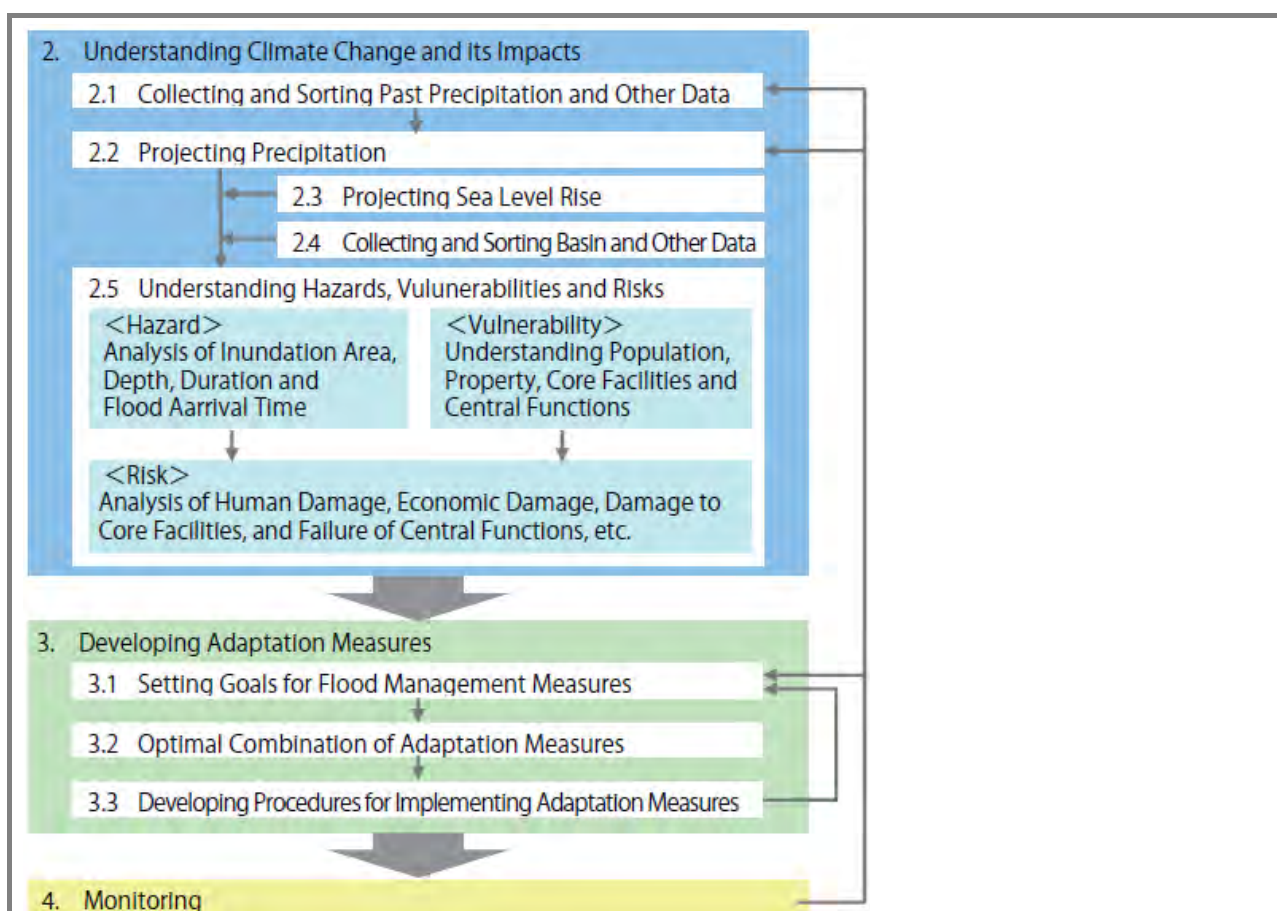 2. Understanding Climate Change and its Impacts
2.1 Collecting and Sorting Past Precipitation and Other Data
2.2 Projecting Precipitation
2.3 Projecting Sea Level Rise
2.4 Collecting and Sorting Basin and Other Data
2.5 Understanding Hazards, Vulunerabilities and Risks
<Hazard>
Analysis of Inundation Area,
Depth, Duration and
Flood Aarrival Time
<Vulnerability>
Understanding Population,
Property, Core Facilities and
Central Functions
<Risk>
Analysis of Human Damage, Economic Damage, Damage to
Core Facilities, and Failure of Central Functions, etc.
3. Developing Adaptation Measures
3.1 Setting Goals for Flood Management Measures
3.2 Optimal Combination of Adaptation Measures
3.3 Developing Procedures for Implementing Adaptation Measures
4. Monitoring